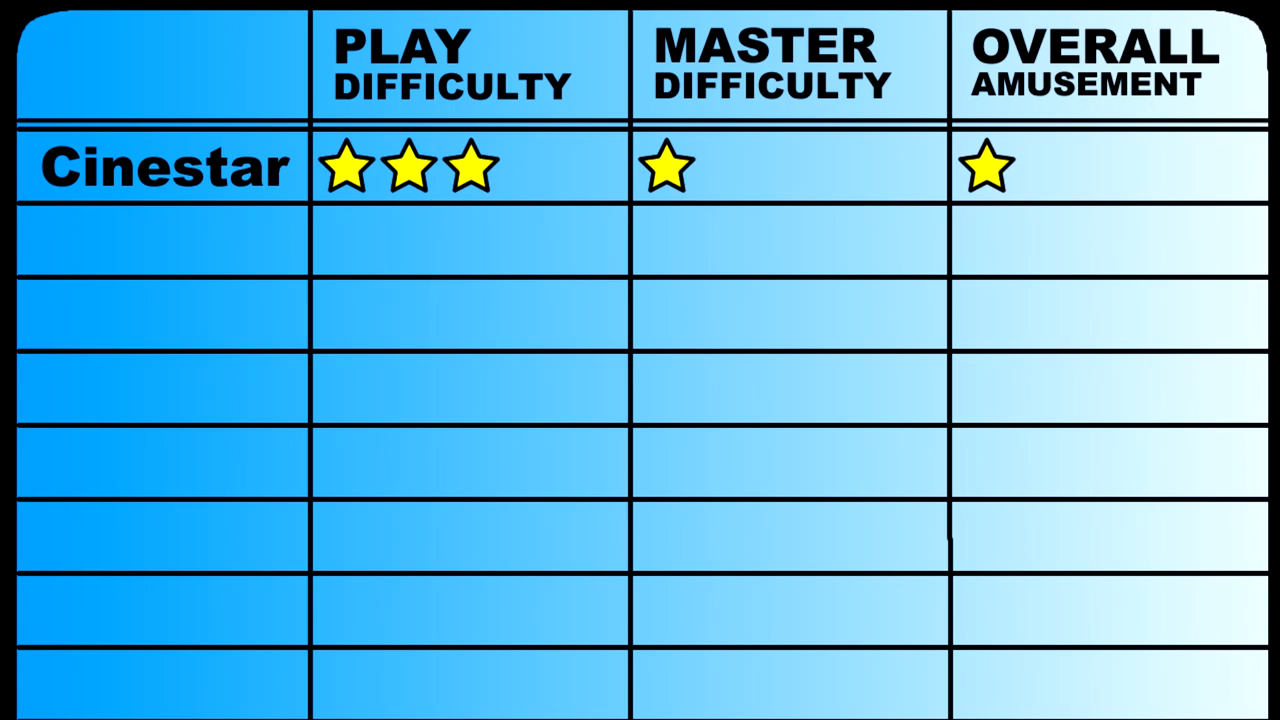 PLAY
DIFFICULTY
MASTER
DIFFICULTY
OVERALL
AMUSEMENT
Cinestar